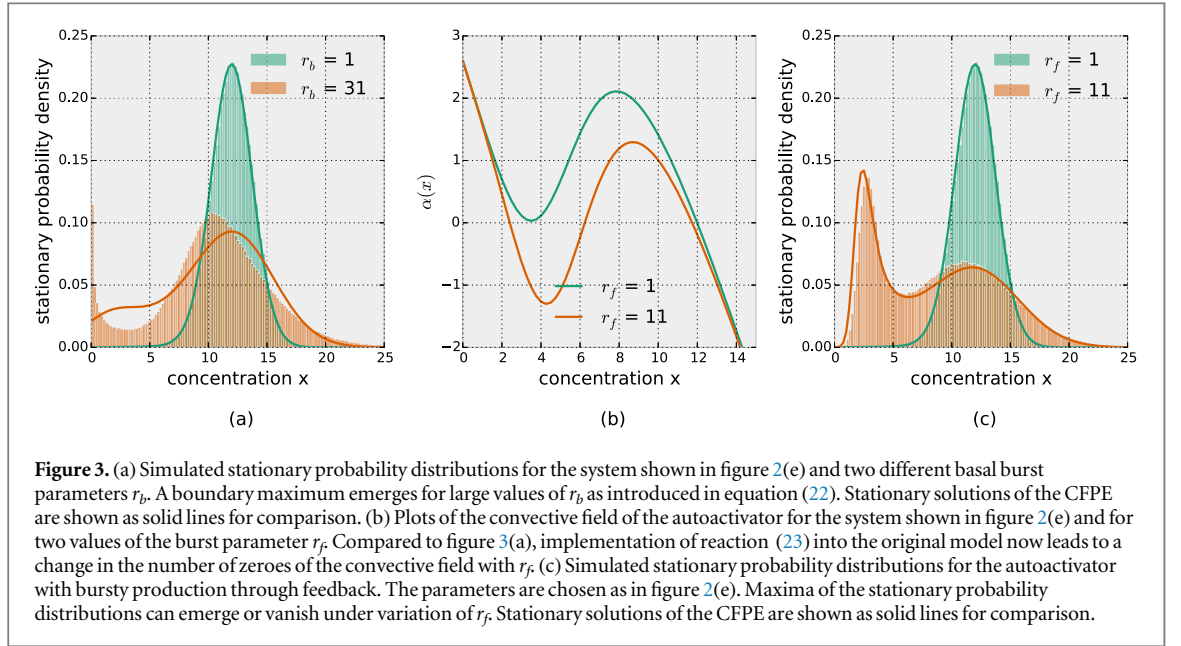 stationary probability density
0.25
0.20
0.15
0.10
0.05
0.00
0
5
10
15
20
25
concentration x
r_b = 1
r_b = 31
(a)
α(x)
3
2
1
0
−1
−2
0
2
4
6
8
10
12
14
concentration x
r_f = 1
r_f = 11
(b)
stationary probability density
0.25
0.20
0.15
0.10
0.05
0.00
0
5
10
15
20
25
concentration x
r_f = 1
r_f = 11
(c)
Figure 3. (a) Simulated stationary probability distributions for the system shown in figure 2(e) and two different basal burst
parameters r_b. A boundary maximum emerges for large values of r_b as introduced in equation (22). Stationary solutions of the CFPE
are shown as solid lines for comparison. (b) Plots of the convective field of the autoactivator for the system shown in figure 2(e) and for
two values of the burst parameter r_f. Compared to figure 3(a), implementation of reaction (23) into the original model now leads to a
change in the number of zeroes of the convective field with r_f. (c) Simulated stationary probability distributions for the autoactivator
with bursty production through feedback. The parameters are chosen as in figure 2(e). Maxima of the stationary probability
distributions can emerge or vanish under variation of r_f. Stationary solutions of the CFPE are shown as solid lines for comparison.